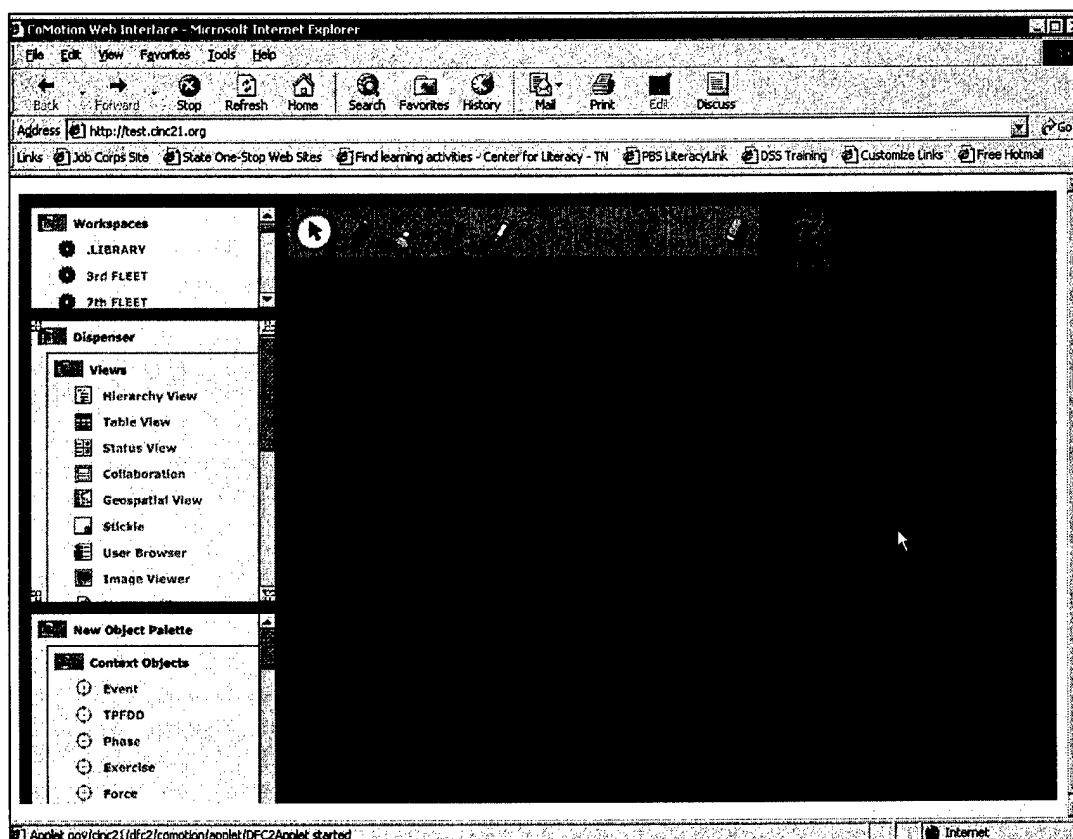 CoMotion Web Interface - Microsoft Internet Explorer
File Edit View Favorites Tools Help
Back Forward Stop Refresh Home Search Favorites History Mail Print Edit Discuss
Address http://test.cinc21.org Go
Links Job Corps Site State One-Stop Web Sites Find learning activities - Center for Literacy - TN PBS LiteracyLink DSS Training Customize Links Free Hotmail
Workspaces
.LIBRARY
3rd FLEET
7th FLEET
Dispenser
Views
Hierarchy View
Table View
Status View
Collaboration
Geospatial View
Stickie
User Browser
Image Viewer
New Object Palette
Context Objects
Event
TPFDD
Phase
Exercise
Force
Applet gov/cinc21/dfc2/comotion/applet/DFC2Applet started Internet